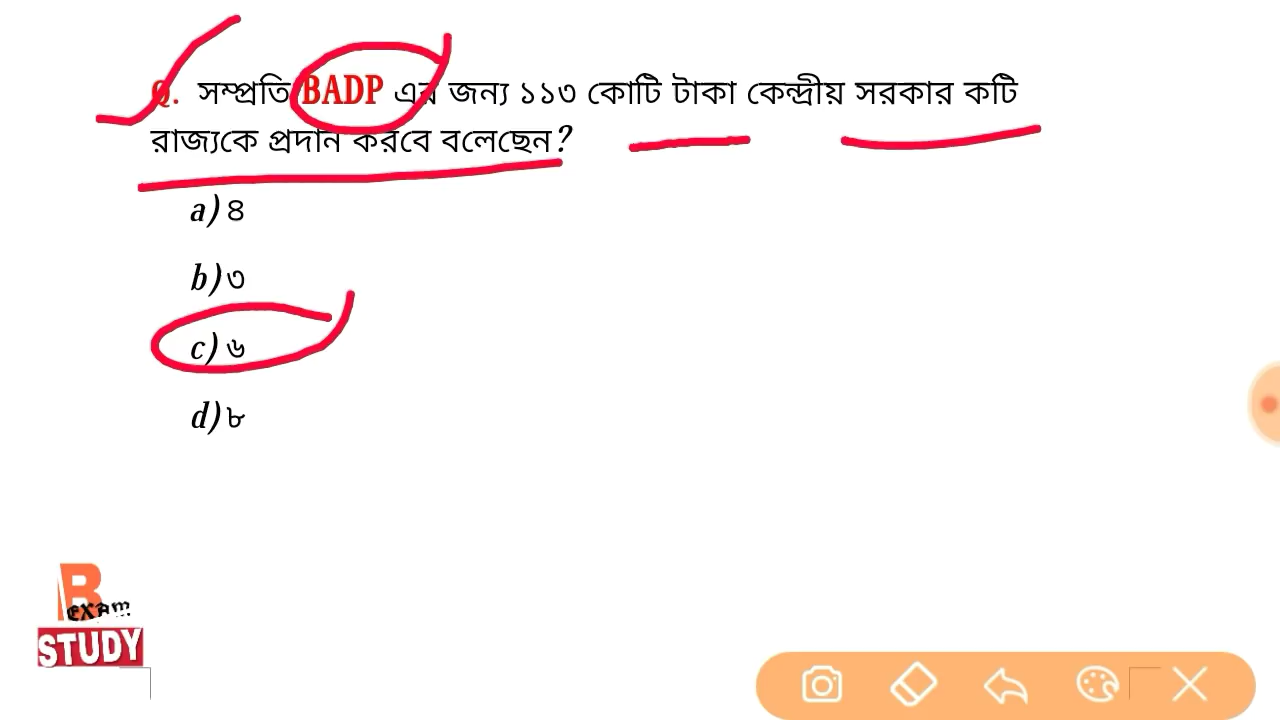 Q. সম্প্রতি BADP এর জন্য ১১৩ কোটি টাকা কেন্দ্রীয় সরকার কটি
রাজ্যকে প্রদান করবে বলেছেন?
a) ৪
b) ৩
c) ৬
d) ৮
B
EXAM
STUDY